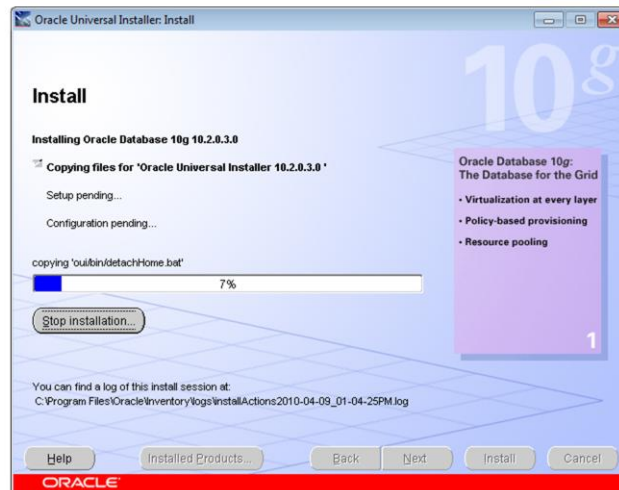 Oracle Universal Installer: Install
10g
Install
Installing Oracle Database 10g 10.2.0.3.0
Copying files for 'Oracle Universal Installer 10.2.0.3.0 '
Setup pending...
Configuration pending...
copying 'oui/bin/detachHome.bat'
7%
Stop installation...
Oracle Database 10g:
The Database for the Grid
• Virtualization at every layer
• Policy-based provisioning
• Resource pooling
1
You can find a log of this install session at:
C:\Program Files\Oracle\Inventory\logs\installActions2010-04-09_01-04-25PM.log
Help
Installed Products...
Back
Next
Install
Cancel
ORACLE